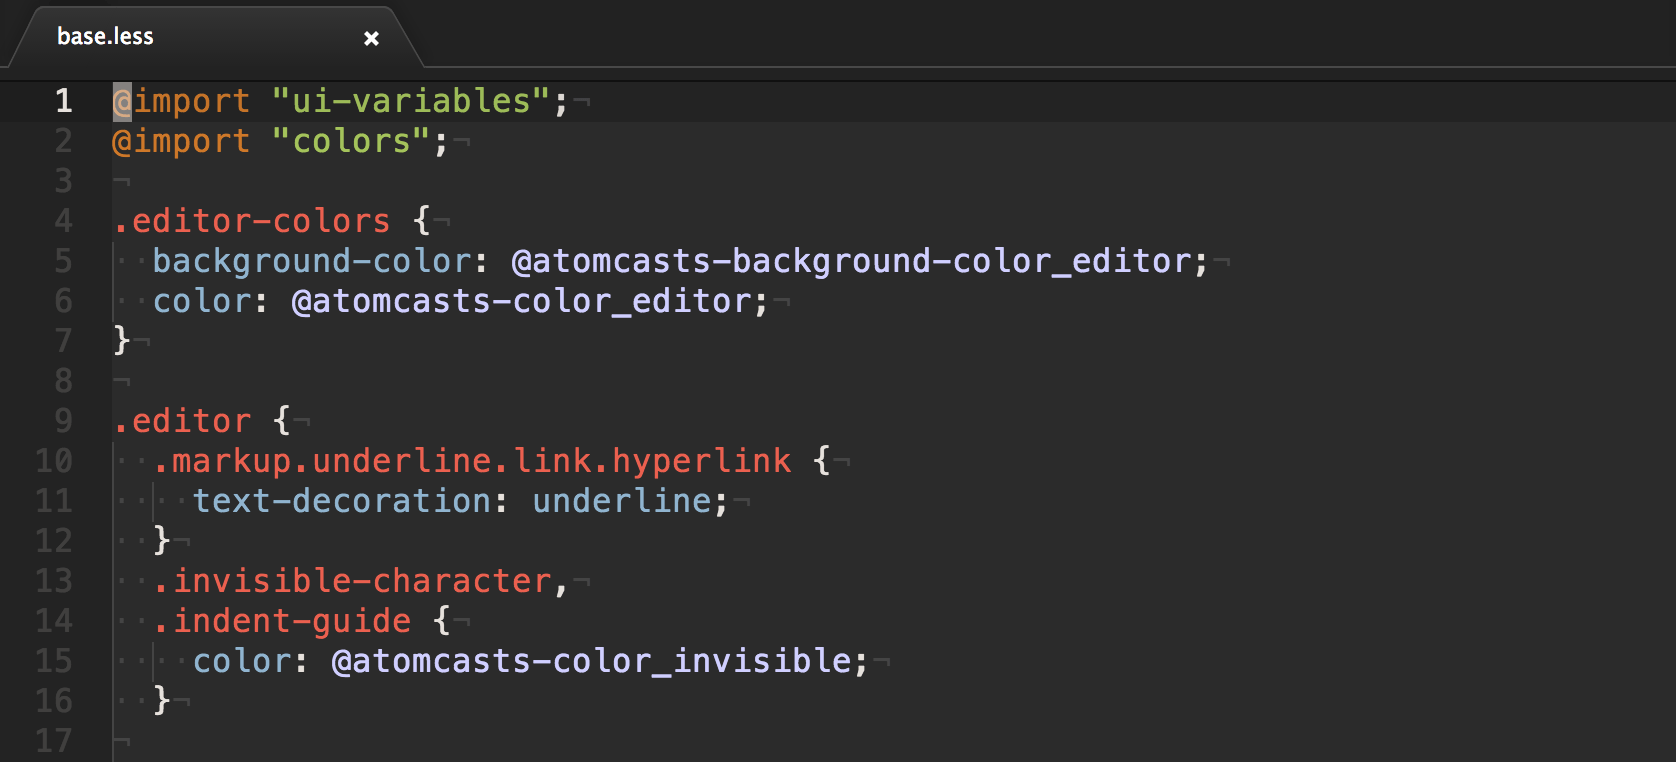 base.less ×
1 @import "ui-variables";¬
2 @import "colors";¬
3 ¬
4 .editor-colors {¬
5 ··background-color: @atomcasts-background-color_editor;¬
6 ··color: @atomcasts-color_editor;¬
7 }¬
8 ¬
9 .editor {¬
10 ··.markup.underline.link.hyperlink {¬
11 ····text-decoration: underline;¬
12 ··}¬
13 ··.invisible-character,¬
14 ··.indent-guide {¬
15 ····color: @atomcasts-color_invisible;¬
16 ··}¬
17 ¬